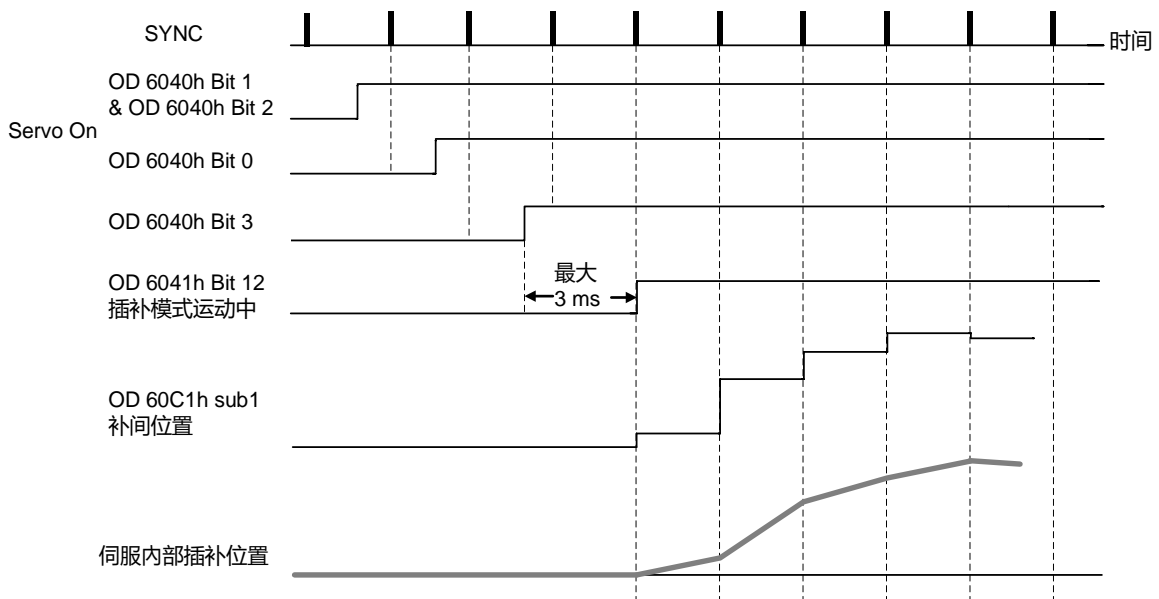 SYNC
时间
OD 6040h Bit 1
& OD 6040h Bit 2
Servo On
OD 6040h Bit 0
OD 6040h Bit 3
OD 6041h Bit 12
插补模式运动中
最大
3 ms
OD 60C1h sub1
补间位置
伺服内部插补位置